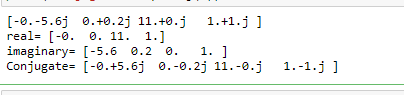 [-0.-5.6j  0.+0.2j 11.+0.j   1.+1.j ]
real= [-0.  0. 11.  1.]
imaginary= [-5.6  0.2  0.   1. ]
Conjugate= [-0.+5.6j  0.-0.2j 11.-0.j   1.-1.j ]